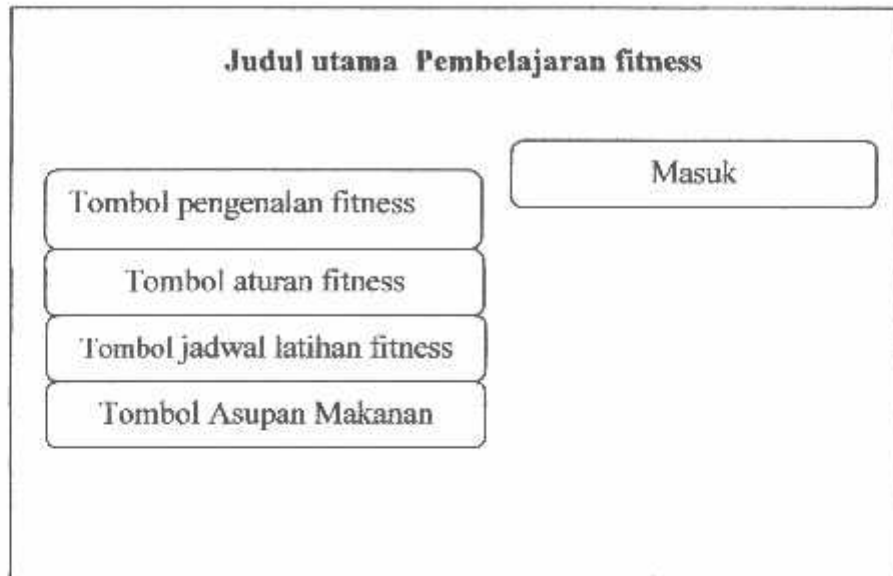 Judul utama Pembelajaran fitness
Masuk
Tombol pengenalan fitness
Tombol aturan fitness
Tombol jadwal latihan fitness
Tombol Asupan Makanan